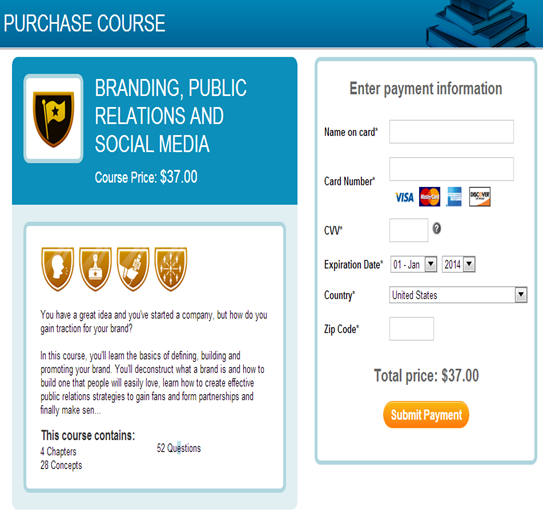 PURCHASE COURSE
BRANDING, PUBLIC
RELATIONS AND
SOCIAL MEDIA
Course Price: $37.00
You have a great idea and you've started a company, but how do you
gain traction for your brand?
In this course, you'll learn the basics of defining, building and
promoting your brand. You'll deconstruct what a brand is and how to
build one that people will easily love, learn how to create effective
public relations strategies to gain fans and form partnerships and
finally make sen...
This course contains:
4 Chapters
52 Questions
28 Concepts
Enter payment information
Name on card*
Card Number*
VISA MasterCard DISCOVER
CVV*
?
Expiration Date* 01 - Jan 2014
Country* United States
Zip Code*
Total price: $37.00
Submit Payment